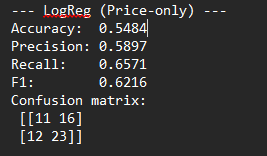 --- LogReg (Price-only) ---
Accuracy:  0.5484
Precision: 0.5897
Recall:    0.6571
F1:        0.6216
Confusion matrix:
 [[11 16]
 [12 23]]